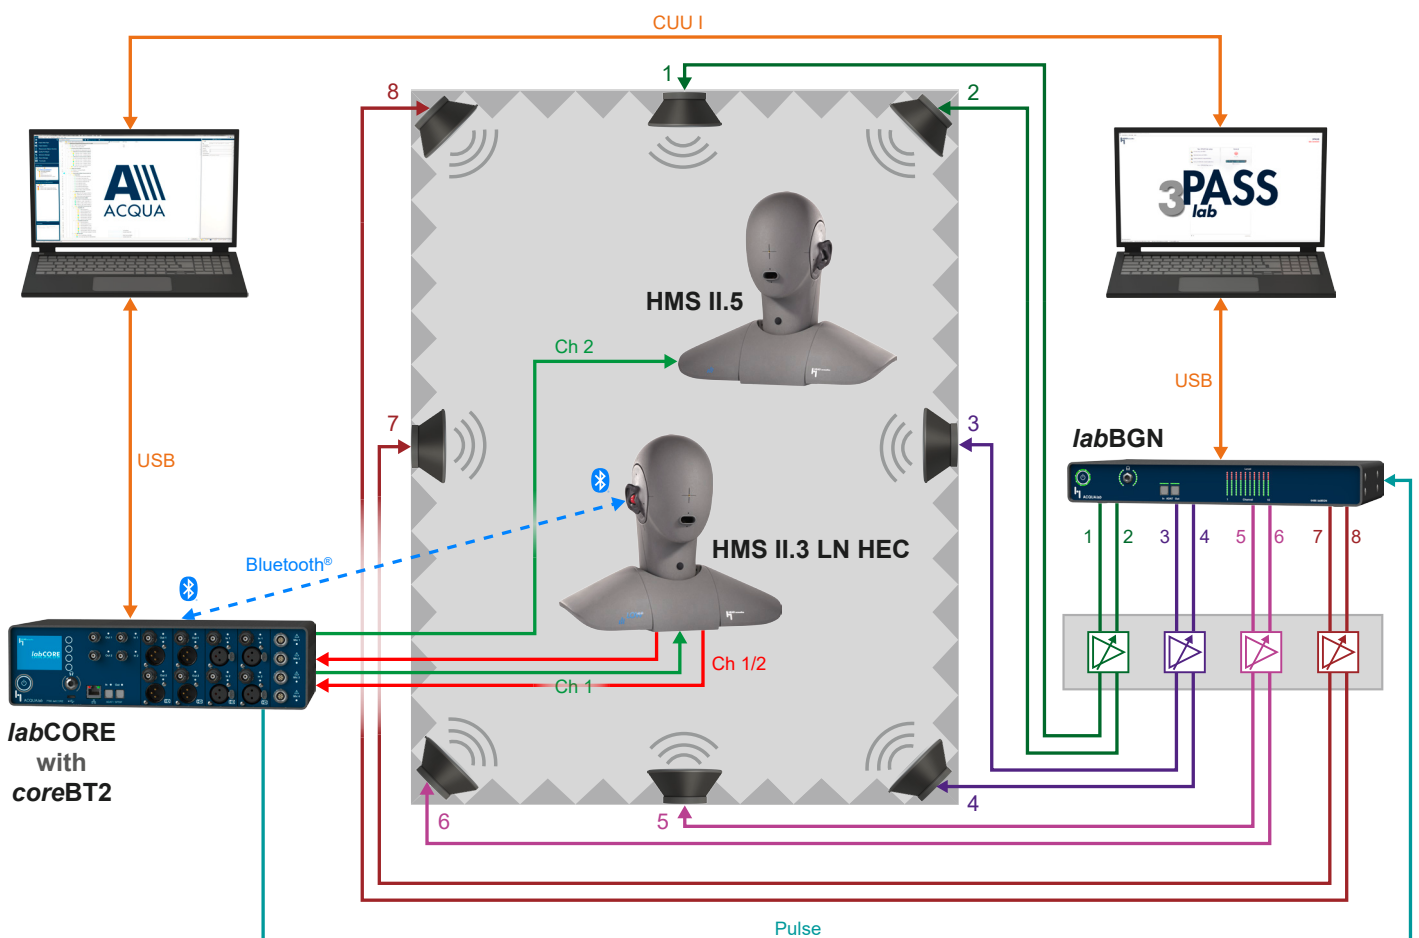 CUU I
1
8
2
ACQUA
3PASS
lab
HMS II.5
Ch 2
USB
7
3
labBGN
USB
HMS II.3 LN HEC
Bluetooth®
1
2
3
4
5
6
7
8
labCORE
Ch 1/2
Ch 1
labCORE
with
coreBT2
6
5
4
Pulse